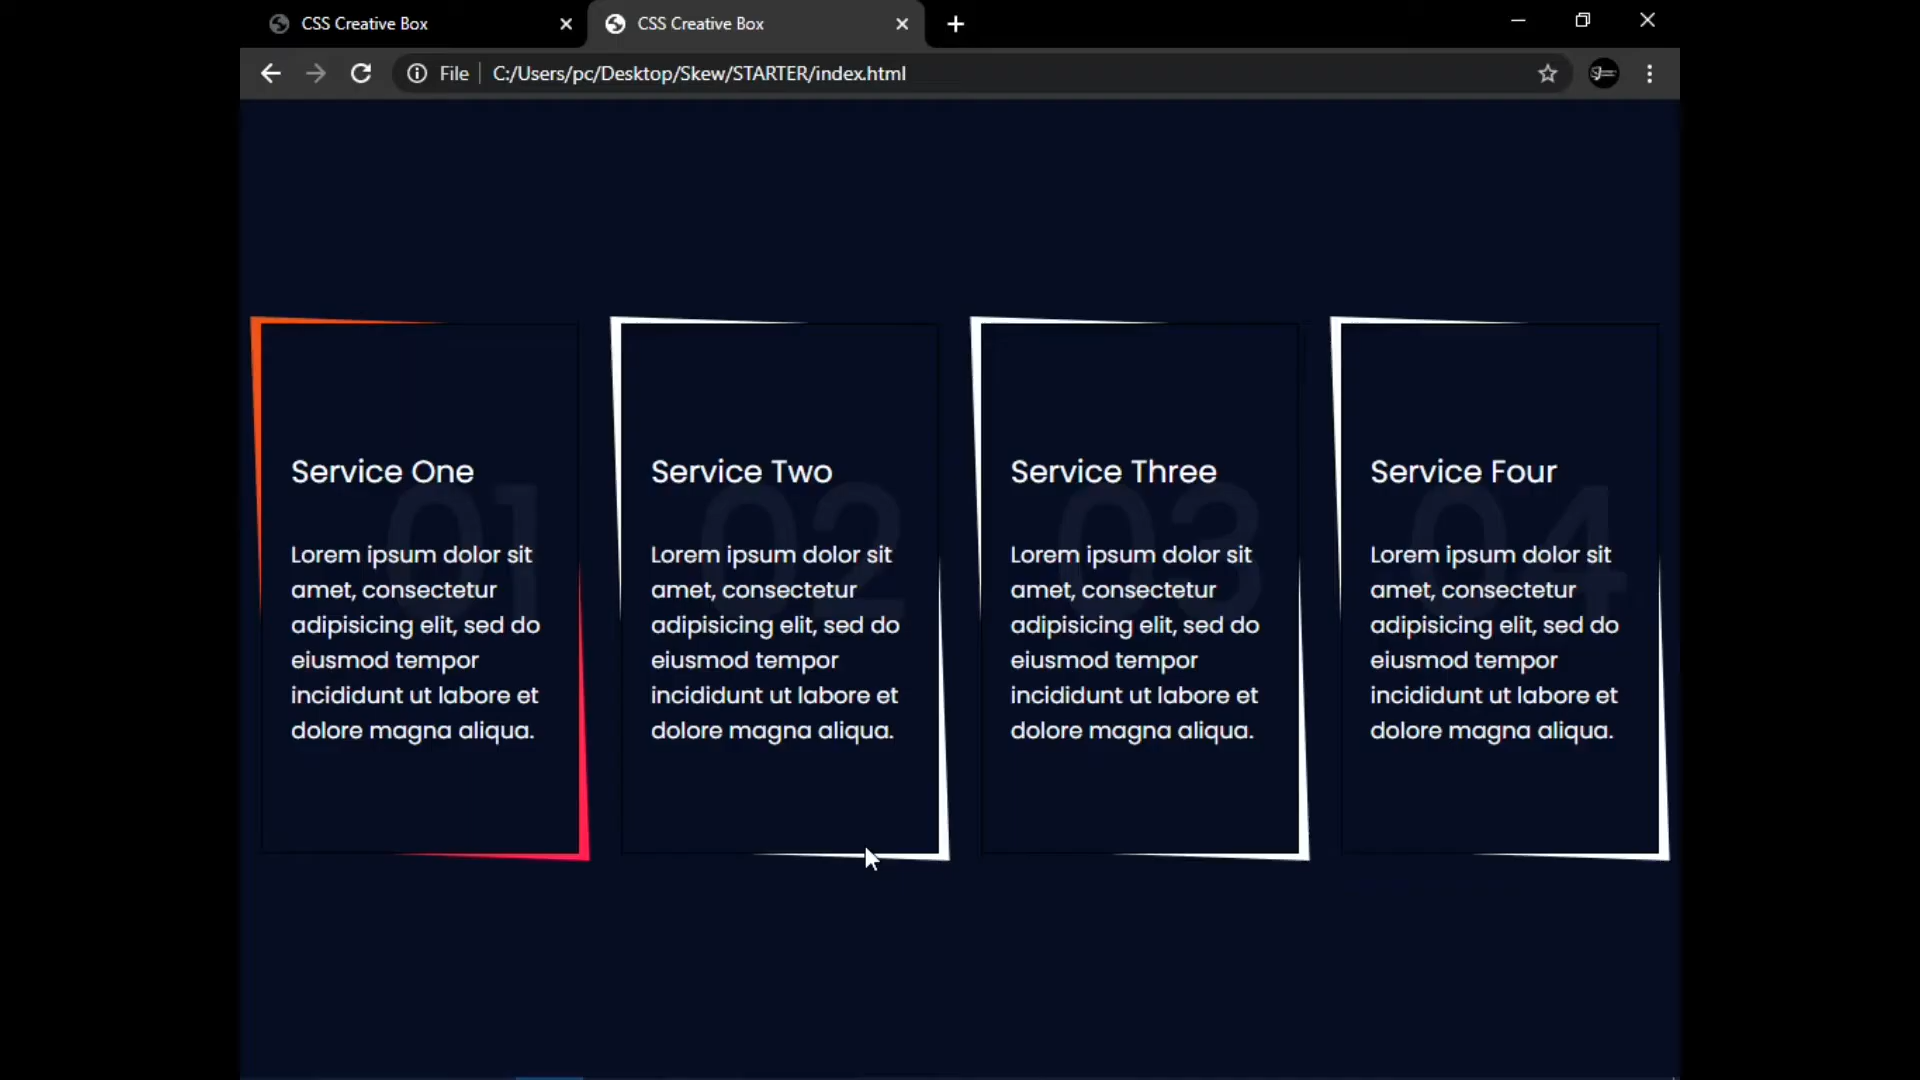 CSS Creative Box
CSS Creative Box
File
C:/Users/pc/Desktop/Skew/STARTER/index.html
01
Service One
Lorem ipsum dolor sit
amet, consectetur
adipisicing elit, sed do
eiusmod tempor
incididunt ut labore et
dolore magna aliqua.
02
Service Two
Lorem ipsum dolor sit
amet, consectetur
adipisicing elit, sed do
eiusmod tempor
incididunt ut labore et
dolore magna aliqua.
03
Service Three
Lorem ipsum dolor sit
amet, consectetur
adipisicing elit, sed do
eiusmod tempor
incididunt ut labore et
dolore magna aliqua.
04
Service Four
Lorem ipsum dolor sit
amet, consectetur
adipisicing elit, sed do
eiusmod tempor
incididunt ut labore et
dolore magna aliqua.